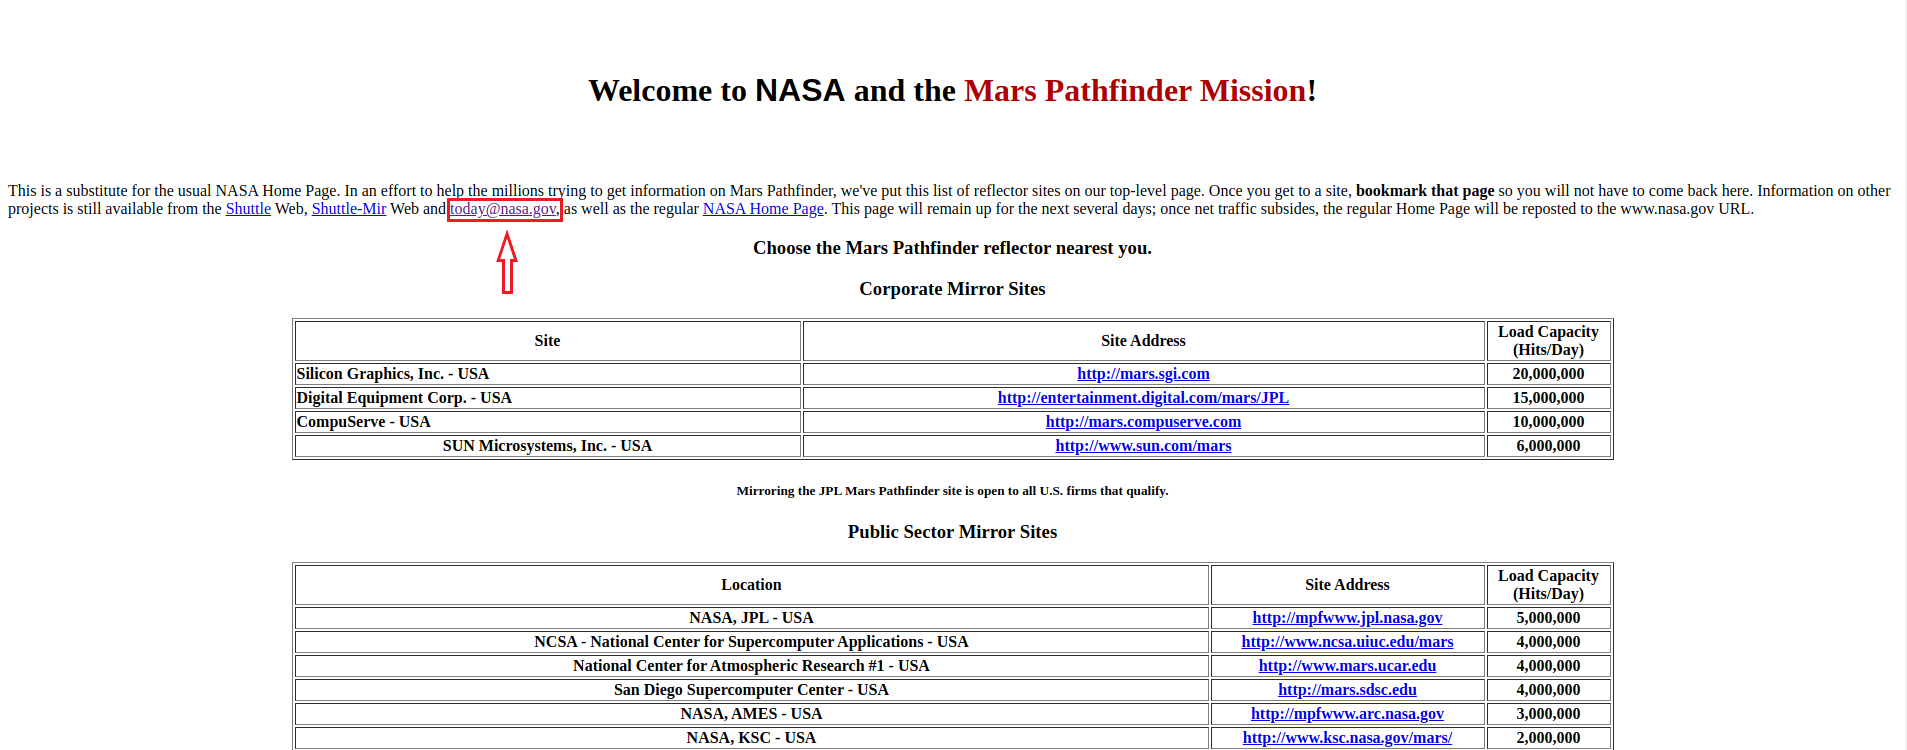 Welcome to NASA and the Mars Pathfinder Mission!
This is a substitute for the usual NASA Home Page. In an effort to help the millions trying to get information on Mars Pathfinder, we've put this list of reflector sites on our top-level page. Once you get to a site, bookmark that page so you will not have to come back here. Information on other
projects is still available from the Shuttle Web, Shuttle-Mir Web and today@nasa.gov, as well as the regular NASA Home Page. This page will remain up for the next several days; once net traffic subsides, the regular Home Page will be reposted to the www.nasa.gov URL.
Choose the Mars Pathfinder reflector nearest you.
Corporate Mirror Sites
Site Site Address Load Capacity
(Hits/Day)
Silicon Graphics, Inc. - USA http://mars.sgi.com 20,000,000
Digital Equipment Corp. - USA http://entertainment.digital.com/mars/JPL 15,000,000
CompuServe - USA http://mars.compuserve.com 10,000,000
SUN Microsystems, Inc. - USA http://www.sun.com/mars 6,000,000
Mirroring the JPL Mars Pathfinder site is open to all U.S. firms that qualify.
Public Sector Mirror Sites
Location Site Address Load Capacity
(Hits/Day)
NASA, JPL - USA http://mpfwww.jpl.nasa.gov 5,000,000
NCSA - National Center for Supercomputer Applications - USA http://www.ncsa.uiuc.edu/mars 4,000,000
National Center for Atmospheric Research #1 - USA http://www.mars.ucar.edu 4,000,000
San Diego Supercomputer Center - USA http://mars.sdsc.edu 4,000,000
NASA, AMES - USA http://mpfwww.arc.nasa.gov 3,000,000
NASA, KSC - USA http://www.ksc.nasa.gov/mars/ 2,000,000